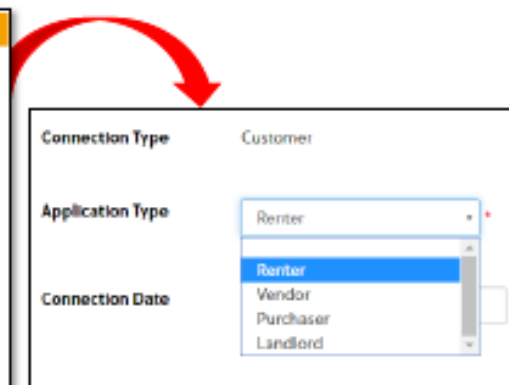 Connection Type Customer
Application Type Renter *
Renter
Connection Date Vendor
Purchaser
Landlord